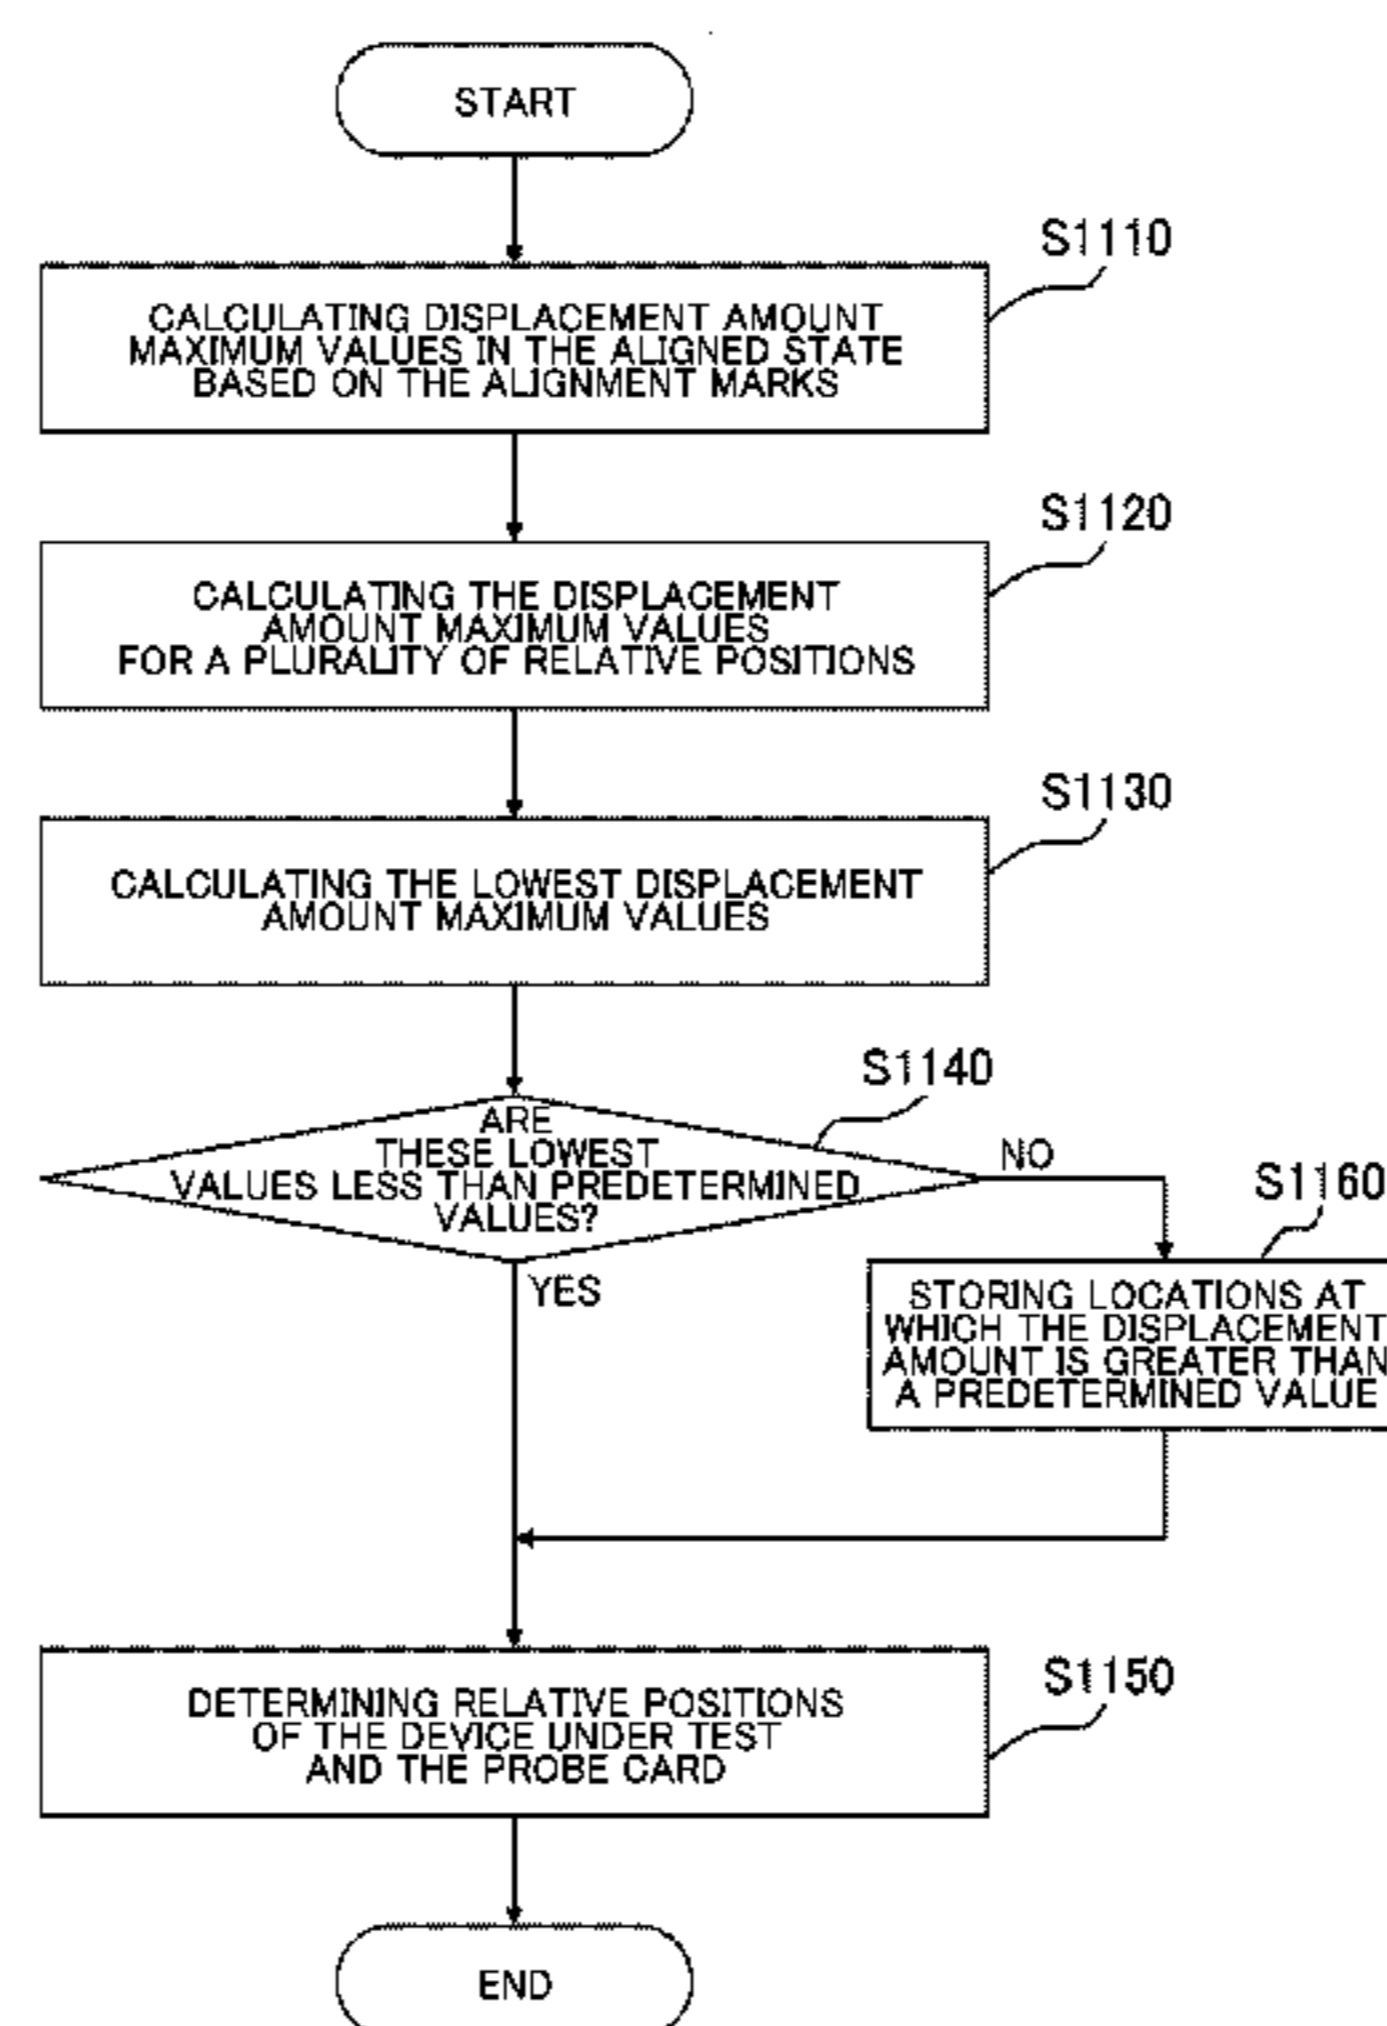 START
S1110
CALCULATING DISPLACEMENT AMOUNT
MAXIMUM VALUES IN THE ALIGNED STATE
BASED ON THE ALIGNMENT MARKS
S1120
CALCULATING THE DISPLACEMENT
AMOUNT MAXIMUM VALUES
FOR A PLURALITY OF RELATIVE POSITIONS
S1130
CALCULATING THE LOWEST DISPLACEMENT
AMOUNT MAXIMUM VALUES
S1140
ARE
THESE LOWEST
VALUES LESS THAN PREDETERMINED
VALUES?
NO
YES
S1160
STORING LOCATIONS AT
WHICH THE DISPLACEMENT
AMOUNT IS GREATER THAN
A PREDETERMINED VALUE
S1150
DETERMINING RELATIVE POSITIONS
OF THE DEVICE UNDER TEST
AND THE PROBE CARD
END